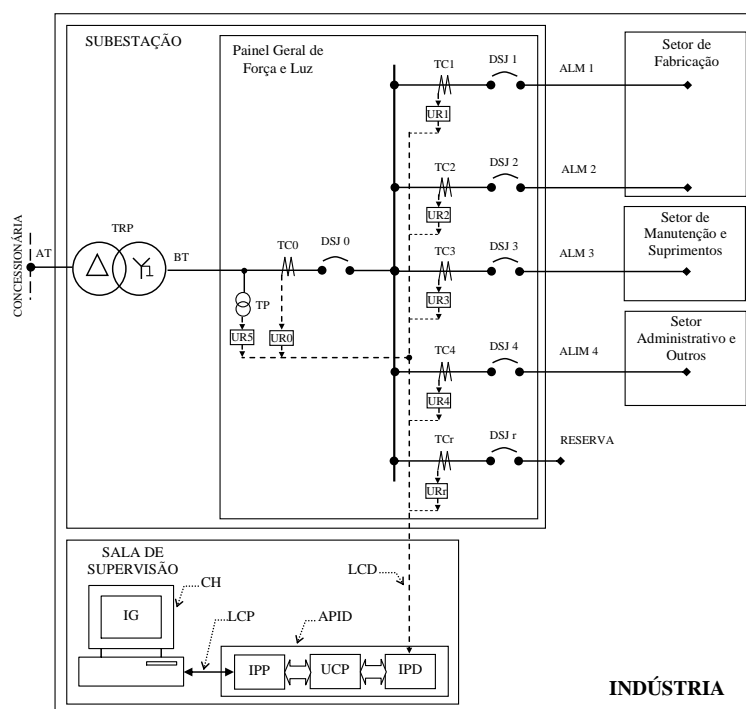 SUBESTAÇÃO
Painel Geral de
Força e Luz
TC1
DSJ 1
ALM 1
UR1
Setor de
Fabricação
TC2
DSJ 2
ALM 2
UR2
CONCESSIONÁRIA
AT
TRP
BT
TC0
DSJ 0
TP
UR5
UR0
TC3
DSJ 3
ALM 3
UR3
Setor de
Manutenção e
Suprimentos
TC4
DSJ 4
ALIM 4
UR4
Setor
Administrativo e
Outros
TCr
DSJ r
RESERVA
URr
SALA DE
SUPERVISÃO
CH
IG
LCP
APID
LCD
IPP
UCP
IPD
INDÚSTRIA